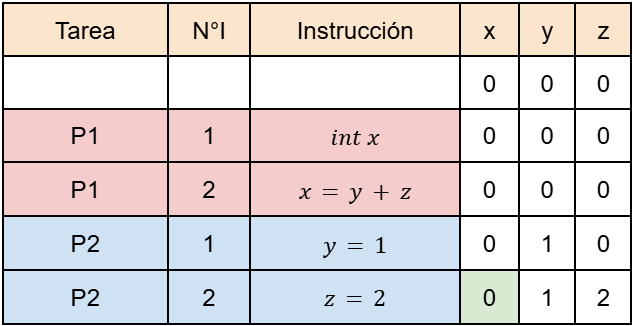 Tarea N°I Instrucción x y z
0 0 0
P1 1 int x 0 0 0
P1 2 x = y + z 0 0 0
P2 1 y = 1 0 1 0
P2 2 z = 2 0 1 2